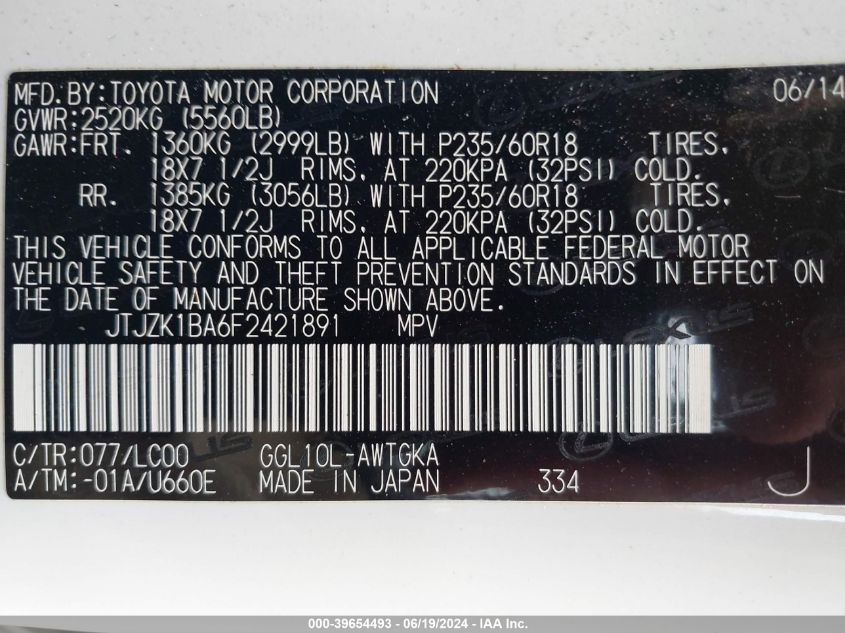 MFD.BY:TOYOTA MOTOR CORPORATION 06/14
GVWR:2520KG (5560LB)
GAWR:FRT. 1360KG (2999LB) WITH P235/60R18 TIRES,
18X7 1/2J RIMS, AT 220KPA (32PSI) COLD.
RR. 1385KG (3056LB) WITH P235/60R18 TIRES,
18X7 1/2J RIMS, AT 220KPA (32PSI) COLD.
THIS VEHICLE CONFORMS TO ALL APPLICABLE FEDERAL MOTOR
VEHICLE SAFETY AND THEFT PREVENTION STANDARDS IN EFFECT ON
THE DATE OF MANUFACTURE SHOWN ABOVE.
JTJZK1BA6F2421891 MPV
C/TR:077/LC00 GGL10L-AWTGKA
A/TM:-01A/U660E MADE IN JAPAN 334 J
000-39654493 - 06/19/2024 - IAA Inc.